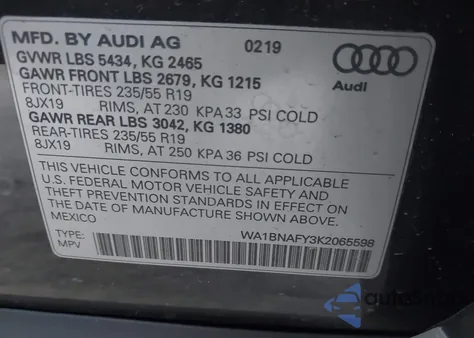 MFD. BY AUDI AG 0219
GVWR LBS 5434, KG 2465
GAWR FRONT LBS 2679, KG 1215
FRONT-TIRES 235/55 R19
8JX19 RIMS, AT 230 KPA 33 PSI COLD
GAWR REAR LBS 3042, KG 1380
REAR-TIRES 235/55 R19
8JX19 RIMS, AT 250 KPA 36 PSI COLD
Audi
THIS VEHICLE CONFORMS TO ALL APPLICABLE
U.S. FEDERAL MOTOR VEHICLE SAFETY AND
THEFT PREVENTION STANDARDS IN EFFECT ON
THE DATE OF MANUFACTURE SHOWN ABOVE.
MEXICO
TYPE: WA1BNAFY3K2065598
MPV